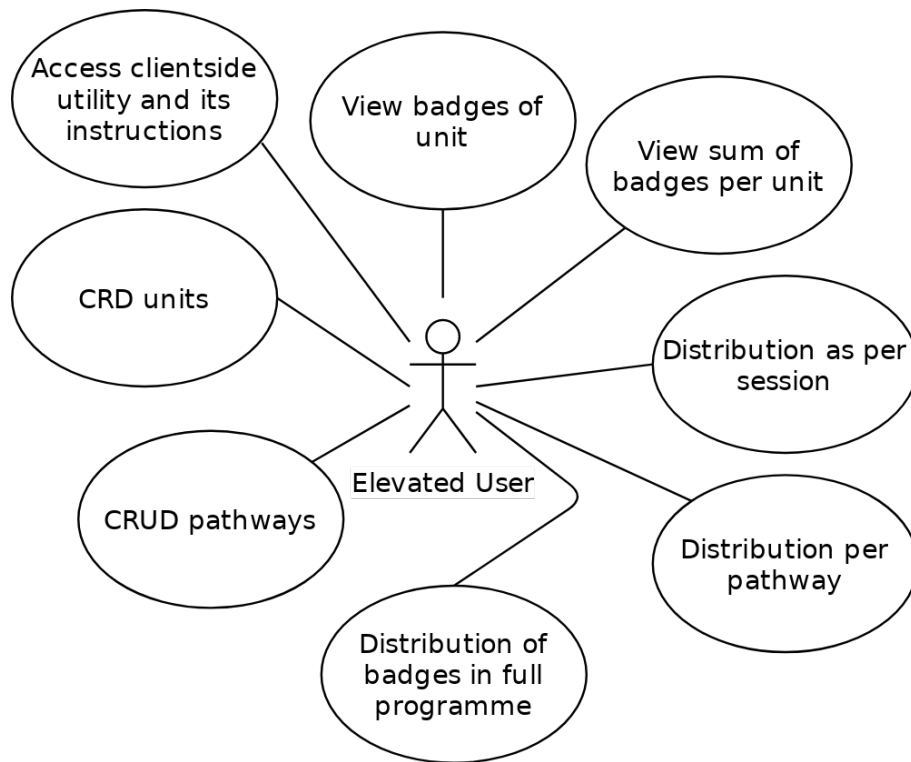 Access clientside
utility and its
instructions
View badges of
unit
View sum of
badges per unit
CRD units
Distribution as per
session
Elevated User
CRUD pathways
Distribution per
pathway
Distribution of
badges in full
programme